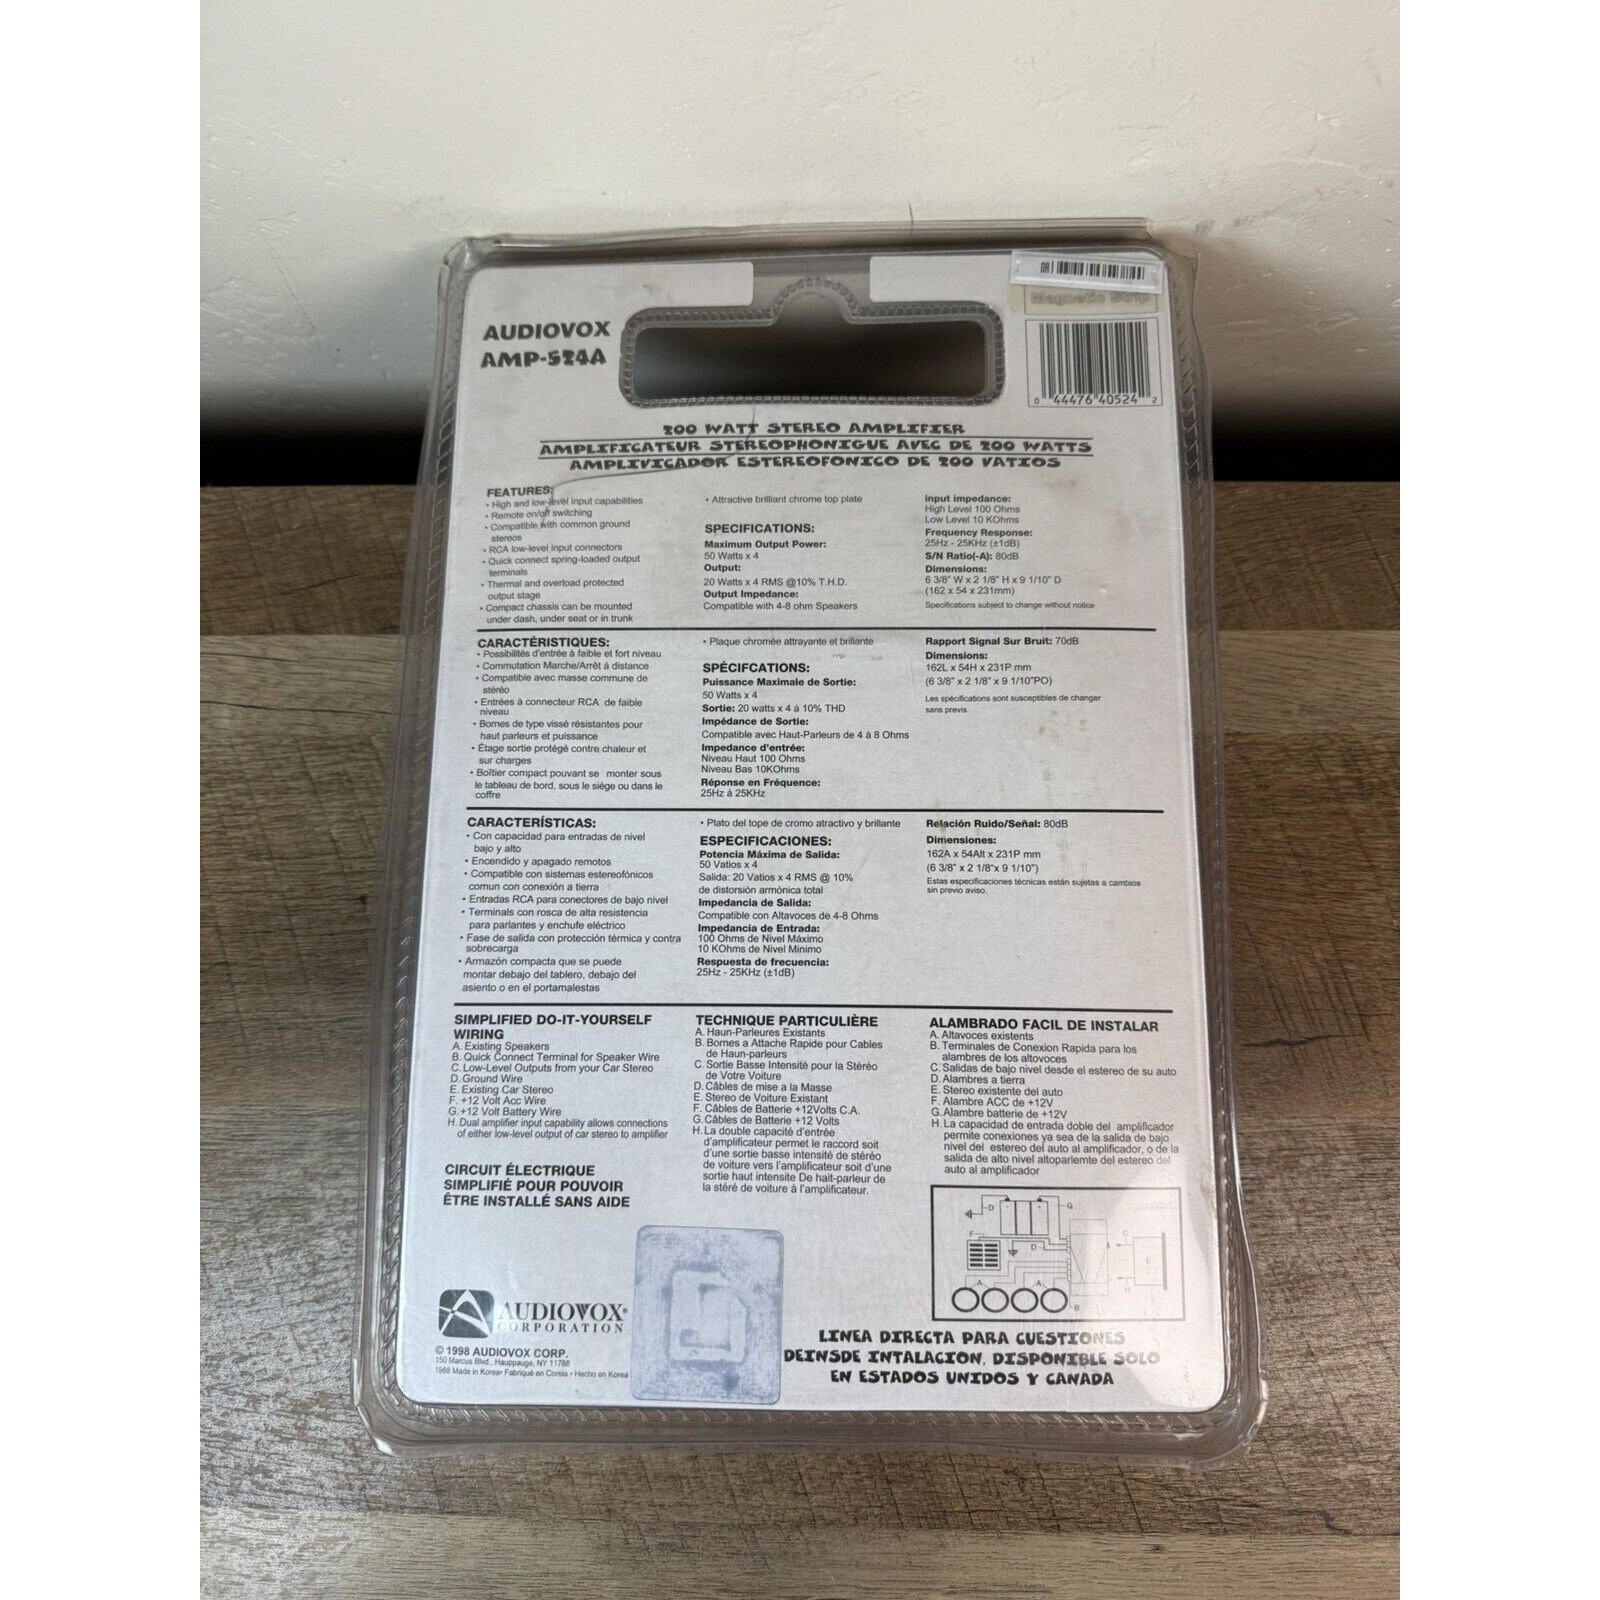 AUDIOVOX
AMP-524A
Magnetic Strip
0 44476 40524 2
200 WATT STEREO AMPLIFIER
AMPLIFICATEUR STEREOPHONIGUE AVEC DE 200 WATTS
AMPLIVIGADOR ESTEREOFONICO DE 200 VATIOS
FEATURES:
• High and low-level input capabilities
• Remote on/off switching
• Compatible with common ground
stereos
• RCA low-level input connectors
• Quick connect spring-loaded output
terminals
• Thermal and overload protected
output stage
• Compact chassis can be mounted
under dash, under seat or in trunk
• Attractive brilliant chrome top plate
SPECIFICATIONS:
Maximum Output Power:
50 Watts x 4
Output:
20 Watts x 4 RMS @10% T.H.D.
Output Impedance:
Compatible with 4-8 ohm Speakers
Input impedance:
High Level 100 Ohms
Low Level 10 KOhms
Frequency Response:
25Hz - 25KHz (±1dB)
S/N Ratio(-A): 80dB
Dimensions:
6 3/8" W x 2 1/8" H x 9 1/10" D
(162 x 54 x 231mm)
Specifications subject to change without notice
CARACTÉRISTIQUES:
• Possibilités d'entrée à faible et fort niveau
• Commutation Marche/Arrêt à distance
• Compatible avec masse commune de
stéréo
• Entrées à connecteur RCA de faible
niveau
• Bornes de type vissé résistantes pour
haut parleurs et puissance
• Étage sortie protégé contre chaleur et
sur charges
• Boîtier compact pouvant se monter sous
le tableau de bord, sous le siège ou dans le
coffre
• Plaque chromée attrayante et brillante
SPÉCIFCATIONS:
Puissance Maximale de Sortie:
50 Watts x 4
Sortie: 20 watts x 4 à 10% THD
Impédance de Sortie:
Compatible avec Haut-Parleurs de 4 à 8 Ohms
Impedance d'entrée:
Niveau Haut 100 Ohms
Niveau Bas 10KOhms
Réponse en Fréquence:
25Hz à 25KHz
Rapport Signal Sur Bruit: 70dB
Dimensions:
162L x 54H x 231P mm
(6 3/8" x 2 1/8" x 9 1/10"PO)
Les spécifications sont susceptibles de changer
sans previs.
CARACTERÍSTICAS:
• Con capacidad para entradas de nivel
bajo y alto
• Encendido y apagado remotos
• Compatible con sistemas estereofónicos
comun con conexión a tierra
• Entradas RCA para conectores de bajo nivel
• Terminals con rosca de alta resistencia
para parlantes y enchufe eléctrico
• Fase de salida con protección térmica y contra
sobrecarga
• Armazón compacta que se puede
montar debajo del tablero, debajo del
asiento o en el portamalestas
• Plato del tope de cromo atractivo y brillante
ESPECIFICACIONES:
Potencia Máxima de Salida:
50 Vatios x 4
Salida: 20 Vatios x 4 RMS @ 10%
de distorsión armónica total
Impedancia de Salida:
Compatible con Altavoces de 4-8 Ohms
Impedancia de Entrada:
100 Ohms de Nivel Máximo
10 KOhms de Nivel Minimo
Respuesta de frecuencia:
25Hz - 25KHz (±1dB)
Relación Ruido/Señal: 80dB
Dimensiones:
162A x 54Alt x 231P mm
(6 3/8" x 2 1/8"x 9 1/10")
Estas especificaciones técnicas están sujetas a cambios
sin previo aviso.
SIMPLIFIED DO-IT-YOURSELF
WIRING
A. Existing Speakers
B. Quick Connect Terminal for Speaker Wire
C. Low-Level Outputs from your Car Stereo
D. Ground Wire
E. Existing Car Stereo
F. +12 Volt Acc Wire
G. +12 Volt Battery Wire
H. Dual amplifier input capability allows connections
of either low-level output of car stereo to amplifier
CIRCUIT ÉLECTRIQUE
SIMPLIFIÉ POUR POUVOIR
ÊTRE INSTALLÉ SANS AIDE
TECHNIQUE PARTICULIÈRE
A. Haun-Parleures Existants
B. Bornes a Attache Rapide pour Cables
de Haun-parleurs
C. Sortie Basse Intensité pour la Stéréo
de Votre Voiture
D. Câbles de mise a la Masse
E. Stereo de Voiture Existant
F. Câbles de Batterie +12Volts C.A.
G. Câbles de Batterie +12 Volts
H. La double capacité d'entrée
d'amplificateur permet le raccord soit
d'une sortie basse intensité de stéréo
de voiture vers l'amplificateur soit d'une
sortie haut intensite De hait-parleur de
la stéré de voiture à l'amplificateur.
ALAMBRADO FACIL DE INSTALAR
A. Altavoces existents
B. Terminales de Conexion Rapida para los
alambres de los altovoces
C. Salidas de bajo nivel desde el estereo de su auto
D. Alambres a tierra
E. Stereo existente del auto
F. Alambre ACC de +12V
G. Alambre batterie de +12V
H. La capacidad de entrada doble del amplificador
permite conexiones ya sea de la salida de bajo
nivel del estereo del auto al amplificador, o de la
salida de alto nivel altoparlemte del estereo del
auto al amplificador
D
G
F
D
C
E
A
A
H
B
AUDIOVOX®
CORPORATION
© 1998 AUDIOVOX CORP.
150 Marcus Blvd., Hauppauge, NY 11788
1988 Made in Korea• Fabriqué en Coreia • Hecho en Korea
LINEA DIRECTA PARA CUESTIONES
DEINSDE INTALACION, DISPONIBLE SOLO
EN ESTADOS UNIDOS Y CANADA